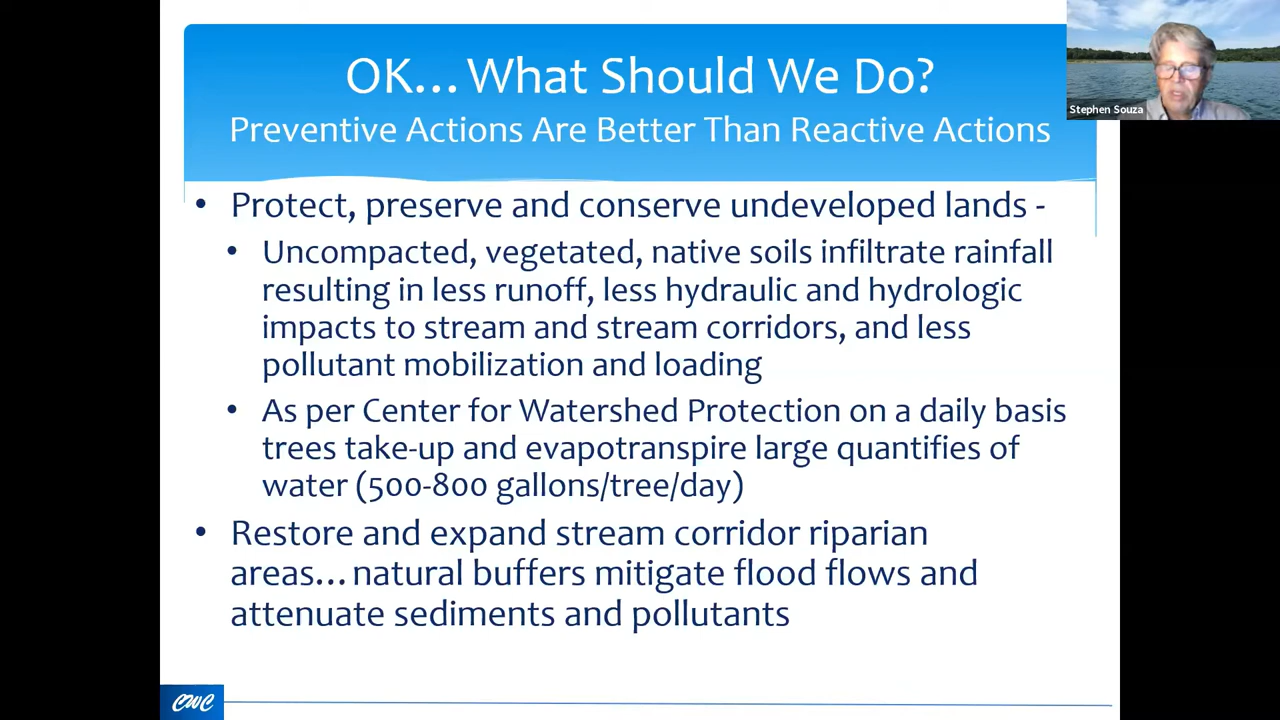 OK...What Should We Do?
Preventive Actions Are Better Than Reactive Actions
Stephen Souza
• Protect, preserve and conserve undeveloped lands -
• Uncompacted, vegetated, native soils infiltrate rainfall
resulting in less runoff, less hydraulic and hydrologic
impacts to stream and stream corridors, and less
pollutant mobilization and loading
• As per Center for Watershed Protection on a daily basis
trees take-up and evapotranspire large quantifies of
water (500-800 gallons/tree/day)
• Restore and expand stream corridor riparian
areas...natural buffers mitigate flood flows and
attenuate sediments and pollutants
CWC